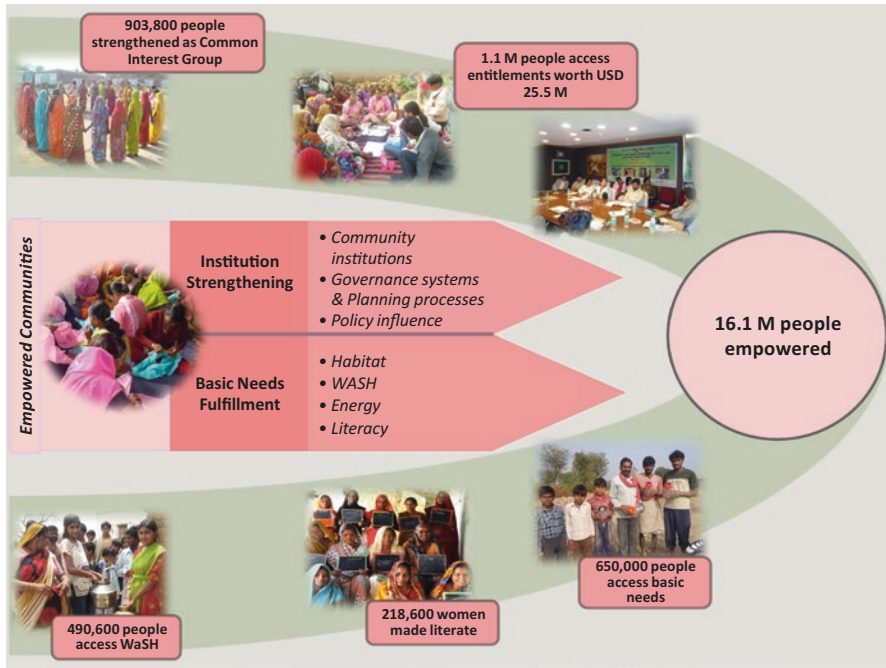 903,800 people
strengthened as Common
Interest Group
1.1 M people access
entitlements worth USD
25.5 M
Empowered Communities
Institution
Strengthening
• Community
institutions
• Governance systems
& Planning processes
• Policy influence
Basic Needs
Fulfillment
• Habitat
• WASH
• Energy
• Literacy
16.1 M people
empowered
490,600 people
access WaSH
218,600 women
made literate
650,000 people
access basic
needs